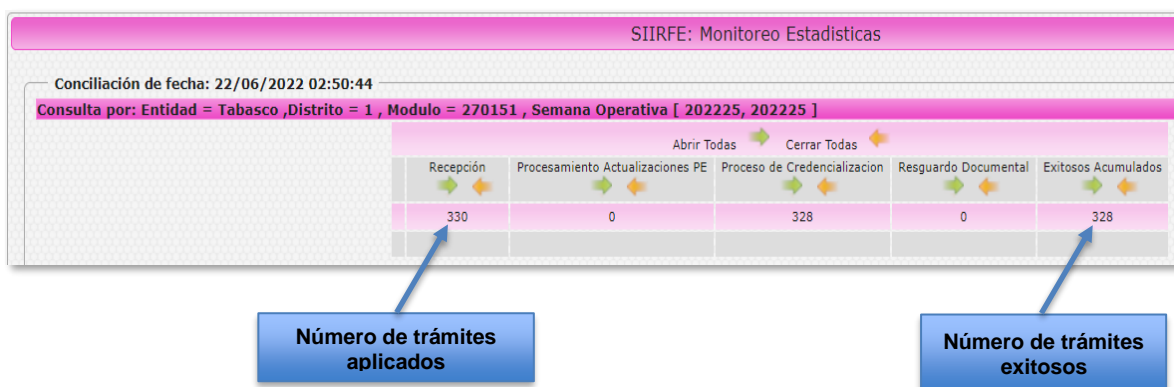 SIIRFE: Monitoreo Estadisticas
Conciliación de fecha: 22/06/2022 02:50:44
Consulta por: Entidad = Tabasco ,Distrito = 1 , Modulo = 270151 , Semana Operativa [ 202225, 202225 ]
Abrir Todas Cerrar Todas
Recepción Procesamiento Actualizaciones PE Proceso de Credencializacion Resguardo Documental Exitosos Acumulados
330 0 328 0 328
Número de trámites
aplicados
Número de trámites
exitosos